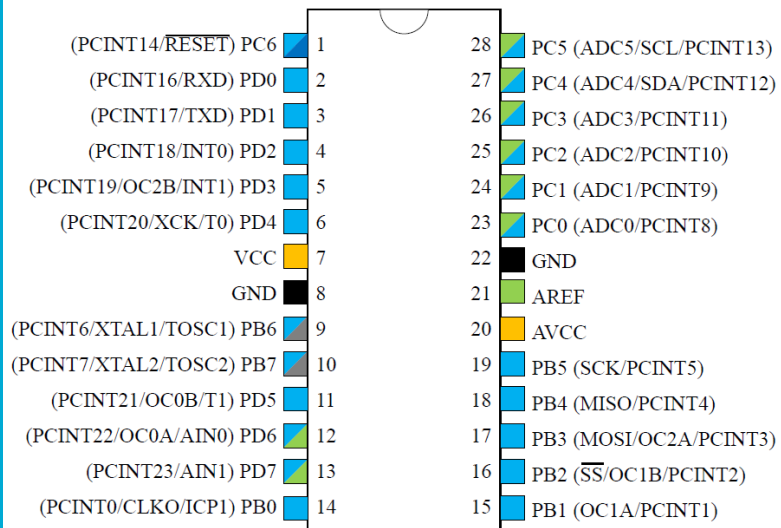 (PCINT14/RESET) PC6 1 28 PC5 (ADC5/SCL/PCINT13)
(PCINT16/RXD) PD0 2 27 PC4 (ADC4/SDA/PCINT12)
(PCINT17/TXD) PD1 3 26 PC3 (ADC3/PCINT11)
(PCINT18/INT0) PD2 4 25 PC2 (ADC2/PCINT10)
(PCINT19/OC2B/INT1) PD3 5 24 PC1 (ADC1/PCINT9)
(PCINT20/XCK/T0) PD4 6 23 PC0 (ADC0/PCINT8)
VCC 7 22 GND
GND 8 21 AREF
(PCINT6/XTAL1/TOSC1) PB6 9 20 AVCC
(PCINT7/XTAL2/TOSC2) PB7 10 19 PB5 (SCK/PCINT5)
(PCINT21/OC0B/T1) PD5 11 18 PB4 (MISO/PCINT4)
(PCINT22/OC0A/AIN0) PD6 12 17 PB3 (MOSI/OC2A/PCINT3)
(PCINT23/AIN1) PD7 13 16 PB2 (SS/OC1B/PCINT2)
(PCINT0/CLKO/ICP1) PB0 14 15 PB1 (OC1A/PCINT1)